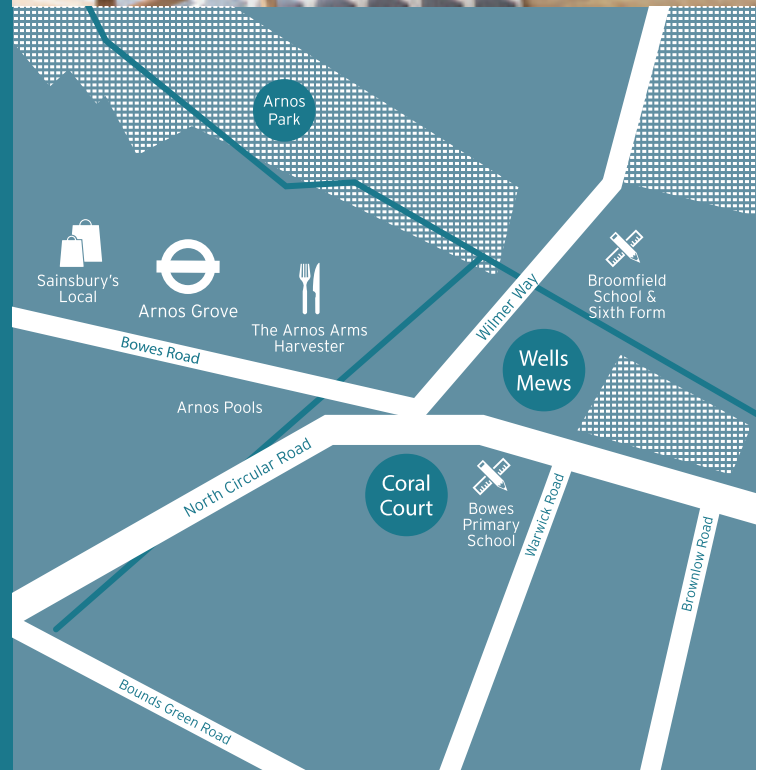 Arnos
Park
Sainsbury's
Local
Arnos Grove
The Arnos Arms
Harvester
Broomfield
School &
Sixth Form
Wilmer Way
Bowes Road
Wells
Mews
Arnos Pools
North Circular Road
Coral
Court
Bowes
Primary
School
Warwick Road
Brownlow Road
Bounds Green Road